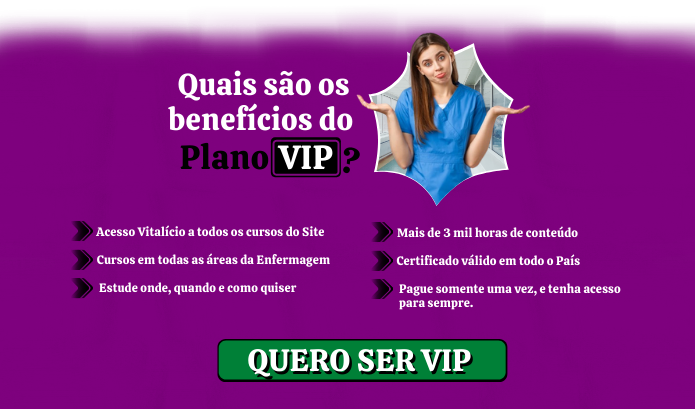 Quais são os
benefícios do
Plano VIP?
Acesso Vitalício a todos os cursos do Site
Cursos em todas as áreas da Enfermagem
Estude onde, quando e como quiser
Mais de 3 mil horas de conteúdo
Certificado válido em todo o País
Pague somente uma vez, e tenha acesso
para sempre.
QUERO SER VIP